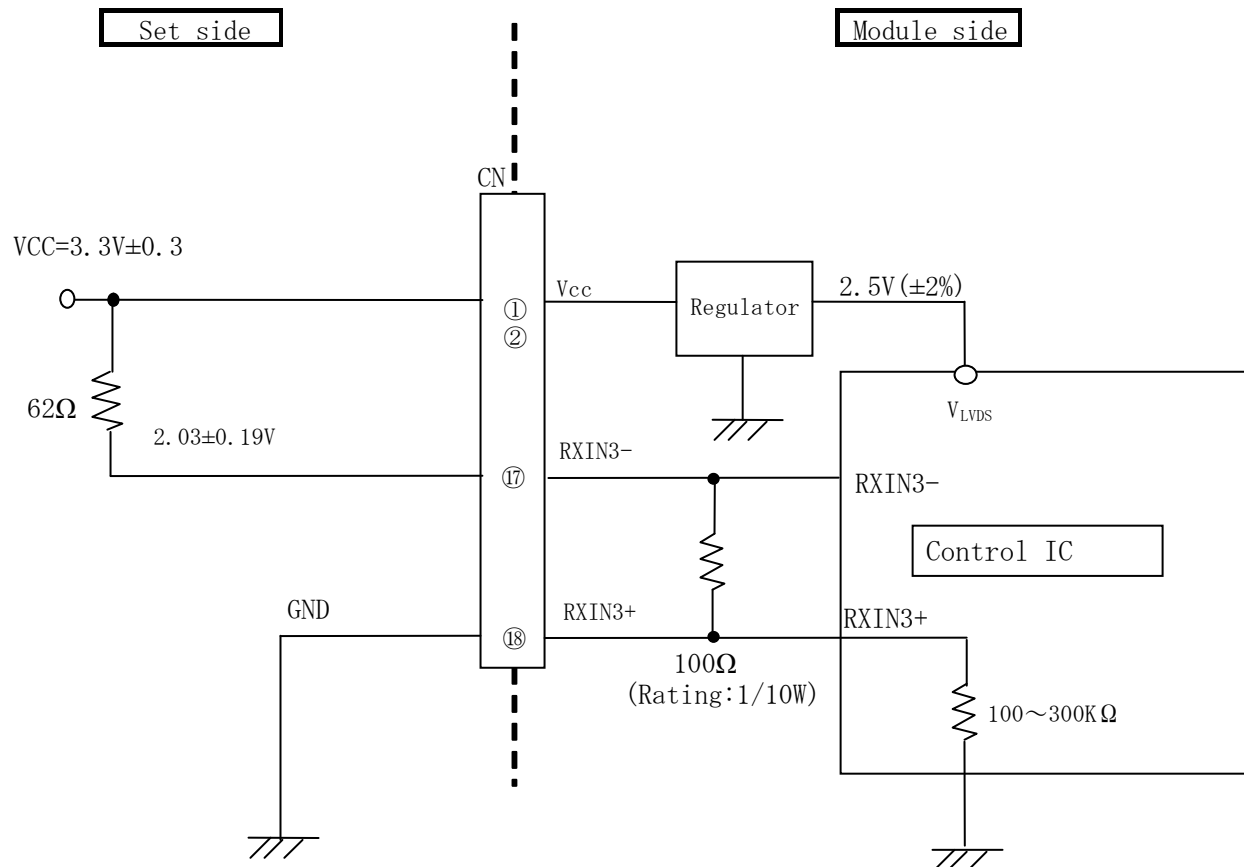 Set side
Module side
CN
VCC=3.3V±0.3
Vcc
①
②
Regulator
2.5V(±2%)
V_LVDS
62Ω
2.03±0.19V
⑰
RXIN3-
RXIN3-
Control IC
GND
⑱
RXIN3+
RXIN3+
100Ω
(Rating:1/10W)
100～300KΩ